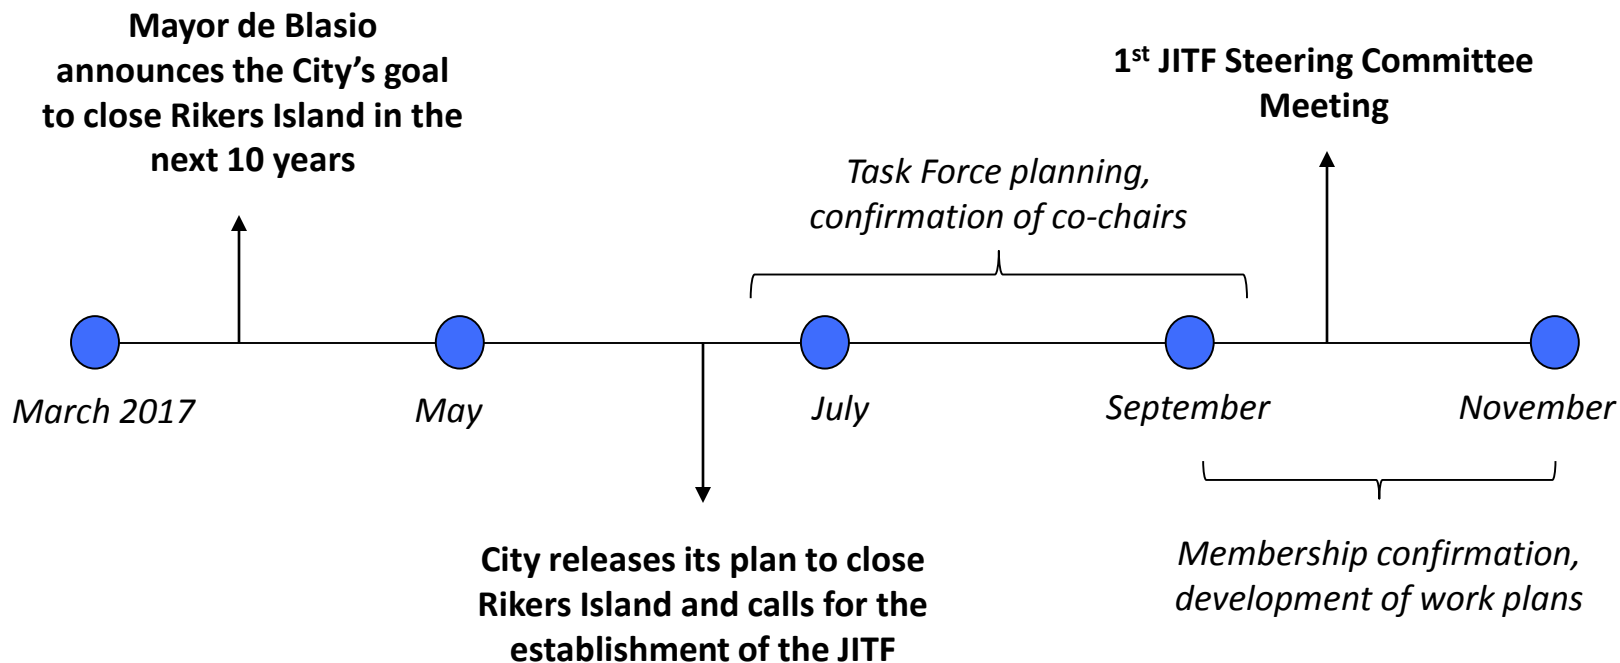 Mayor de Blasio
announces the City’s goal
to close Rikers Island in the
next 10 years
1st JITF Steering Committee
Meeting
Task Force planning,
confirmation of co-chairs
March 2017
May
July
September
November
City releases its plan to close
Rikers Island and calls for the
establishment of the JITF
Membership confirmation,
development of work plans